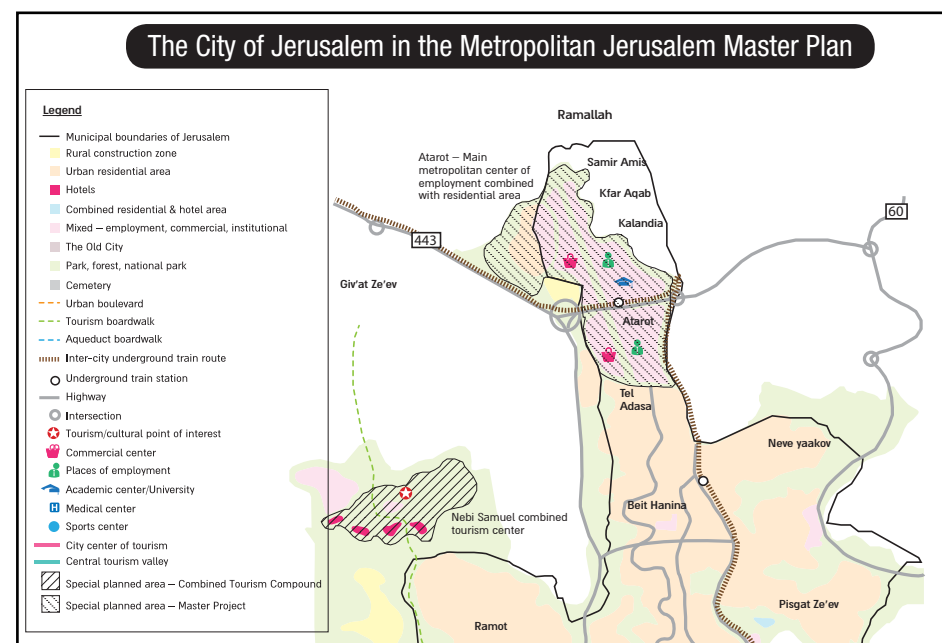 The City of Jerusalem in the Metropolitan Jerusalem Master Plan
Legend
Municipal boundaries of Jerusalem
Rural construction zone
Urban residential area
Hotels
Combined residential & hotel area
Mixed – employment, commercial, institutional
The Old City
Park, forest, national park
Cemetery
Urban boulevard
Tourism boardwalk
Aqueduct boardwalk
Inter-city underground train route
Underground train station
Highway
Intersection
Tourism/cultural point of interest
Commercial center
Places of employment
Academic center/University
H Medical center
Sports center
City center of tourism
Central tourism valley
Special planned area – Combined Tourism Compound
Special planned area – Master Project
Ramallah
Atarot – Main
metropolitan center of
employment combined
with residential area
Samir Amis
Kfar Aqab
Kalandia
60
443
Giv'at Ze'ev
Atarot
Tel
Adasa
Neve yaakov
Beit Hanina
Nebi Samuel combined
tourism center
Pisgat Ze'ev
Ramot